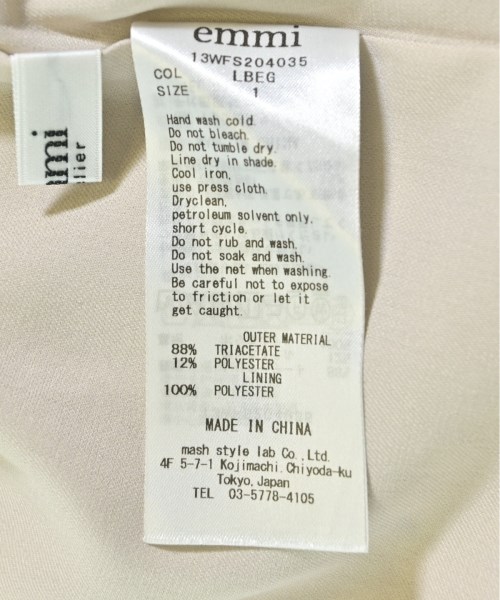 emmi
13WFS204035
COL LBEG
SIZE 1
Hand wash cold.
Do not bleach.
Do not tumble dry.
Line dry in shade.
Cool iron,
use press cloth.
Dryclean,
petroleum solvent only,
short cycle.
Do not rub and wash.
Do not soak and wash.
Use the net when washing.
Be careful not to expose
to friction or let it
get caught.
OUTER MATERIAL
88% TRIACETATE
12% POLYESTER
LINING
100% POLYESTER
MADE IN CHINA
mash style lab Co.,Ltd.
4F 5-7-1 Kojimachi.Chiyoda-ku
Tokyo,Japan
TEL 03-5778-4105
mmi
lier